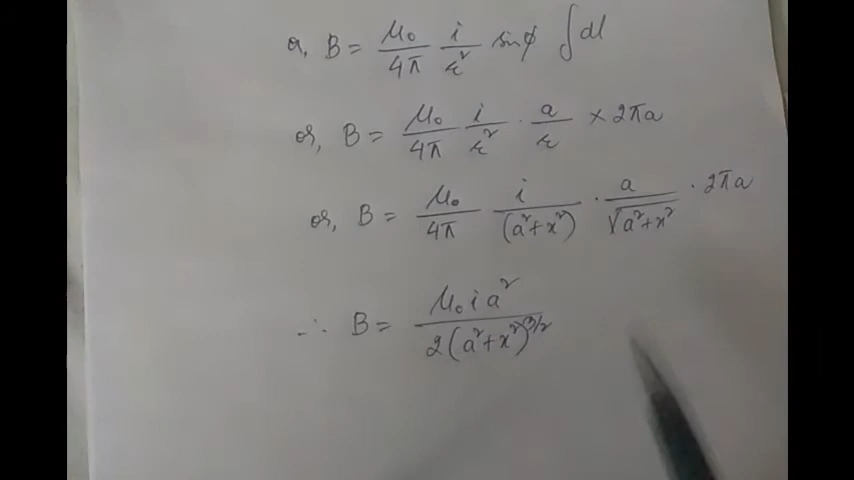 or, B = μ₀/4π i/r² sinφ ∫dl
or, B = μ₀/4π i/r² · a/r × 2πa
or, B = μ₀/4π i/(a²+x²) · a/√(a²+x²) · 2πa
∴ B = μ₀ i a²/2(a²+x²)^3/2